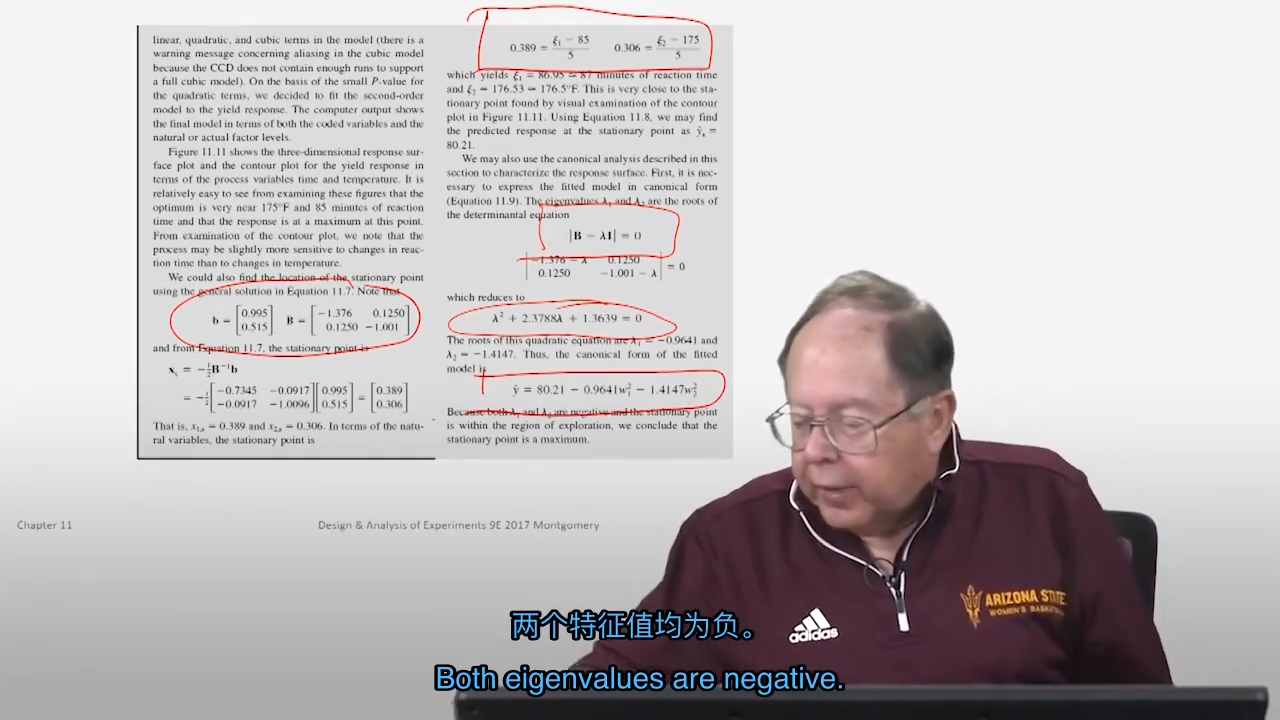 linear, quadratic, and cubic terms in the model (there is a
warning message concerning aliasing in the cubic model
because the CCD does not contain enough runs to support
a full cubic model). On the basis of the small P-value for
the quadratic terms, we decided to fit the second-order
model to the yield response. The computer output shows
the final model in terms of both the coded variables and the
natural or actual factor levels.
Figure 11.11 shows the three-dimensional response sur-
face plot and the contour plot for the yield response in
terms of the process variables time and temperature. It is
relatively easy to see from examining these figures that the
optimum is very near 175°F and 85 minutes of reaction
time and that the response is at a maximum at this point.
From examination of the contour plot, we note that the
process may be slightly more sensitive to changes in reac-
tion time than to changes in temperature.
We could also find the location of the stationary point
using the general solution in Equation 11.7. Note that
b = [0.995 0.515] B = [−1.376 0.1250
0.1250 −1.001]
and from Equation 11.7, the stationary point is
xₛ = −½B⁻¹b
= −½[−0.7345 −0.0917 [0.995 = [0.389
−0.0917 −1.0096] 0.515] 0.306]
That is, x₁,ₛ = 0.389 and x₂,ₛ = 0.306. In terms of the natu-
ral variables, the stationary point is
0.389 = (ξ₁ − 85)/5 0.306 = (ξ₂ − 175)/5
which yields ξ₁ = 86.95 ≃ 87 minutes of reaction time
and ξ₂ = 176.53 ≃ 176.5°F. This is very close to the sta-
tionary point found by visual examination of the contour
plot in Figure 11.11. Using Equation 11.8, we may find
the predicted response at the stationary point as ŷₛ =
80.21.
We may also use the canonical analysis described in this
section to characterize the response surface. First, it is nec-
essary to express the fitted model in canonical form
(Equation 11.9). The eigenvalues λ₁ and λ₂ are the roots of
the determinantal equation
|B − λI| = 0
|−1.376 − λ 0.1250
0.1250 −1.001 − λ| = 0
which reduces to
λ² + 2.3788λ + 1.3639 = 0
The roots of this quadratic equation are λ₁ = −0.9641 and
λ₂ = −1.4147. Thus, the canonical form of the fitted
model is
ŷ = 80.21 − 0.9641w₁² − 1.4147w₂²
Because both λ₁ and λ₂ are negative and the stationary point
is within the region of exploration, we conclude that the
stationary point is a maximum.
Chapter 11
Design & Analysis of Experiments 9E 2017 Montgomery
ARIZONA STATE
WOMEN'S BASKETB
adidas
两个特征值均为负。
Both eigenvalues are negative.